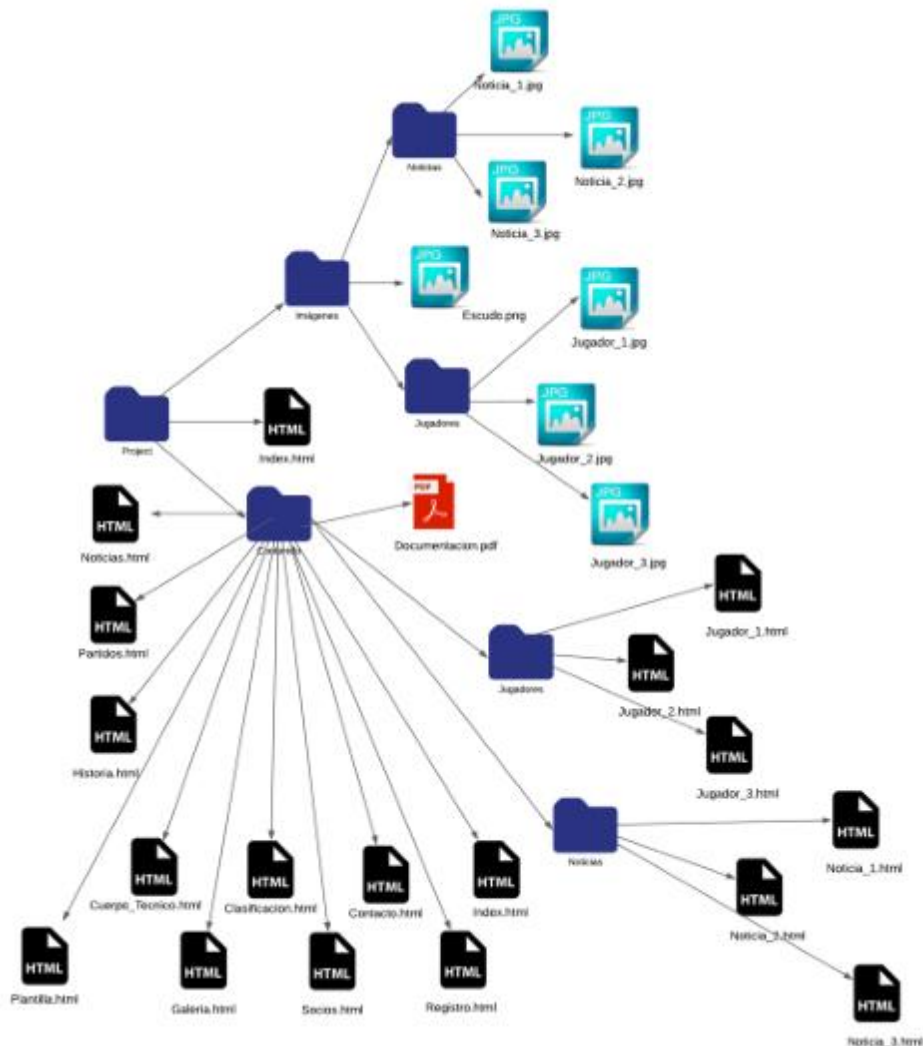 JPG
Noticia_1.jpg
JPG
Noticia_2.jpg
Noticias
JPG
Noticia_3.jpg
Imágenes
JPG
Escudo.png
JPG
Jugador_1.jpg
Jugadores
JPG
Jugador_2.jpg
JPG
Jugador_3.jpg
Project
HTML
Index.html
HTML
Noticias.html
Contenido
PDF
Documentacion.pdf
HTML
Partidos.html
HTML
Historia.html
Jugadores
HTML
Jugador_1.html
HTML
Jugador_2.html
HTML
Jugador_3.html
Noticias
HTML
Noticia_1.html
HTML
Noticia_2.html
HTML
Noticia_3.html
HTML
Cuerpo_Tecnico.html
HTML
Clasificacion.html
HTML
Contacto.html
HTML
Index.html
HTML
Plantilla.html
HTML
Galeria.html
HTML
Socios.html
HTML
Registro.html